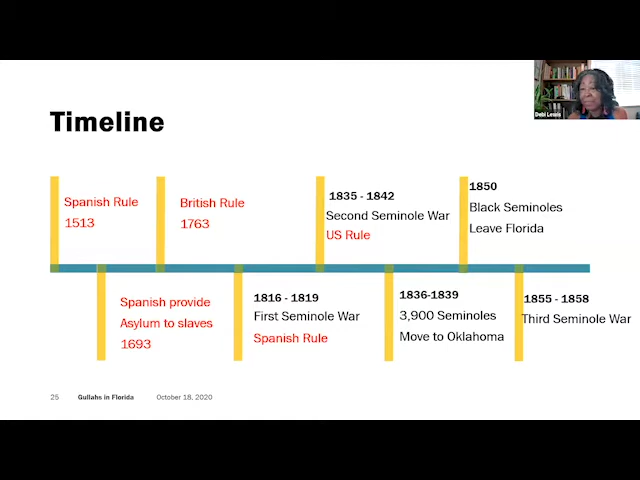 Debi Lewis
Timeline
Spanish Rule
1513
British Rule
1763
1835 - 1842
Second Seminole War
US Rule
1850
Black Seminoles
Leave Florida
Spanish provide
Asylum to slaves
1693
1816 - 1819
First Seminole War
Spanish Rule
1836-1839
3,900 Seminoles
Move to Oklahoma
1855 - 1858
Third Seminole War
25 Gullahs in Florida October 18, 2020